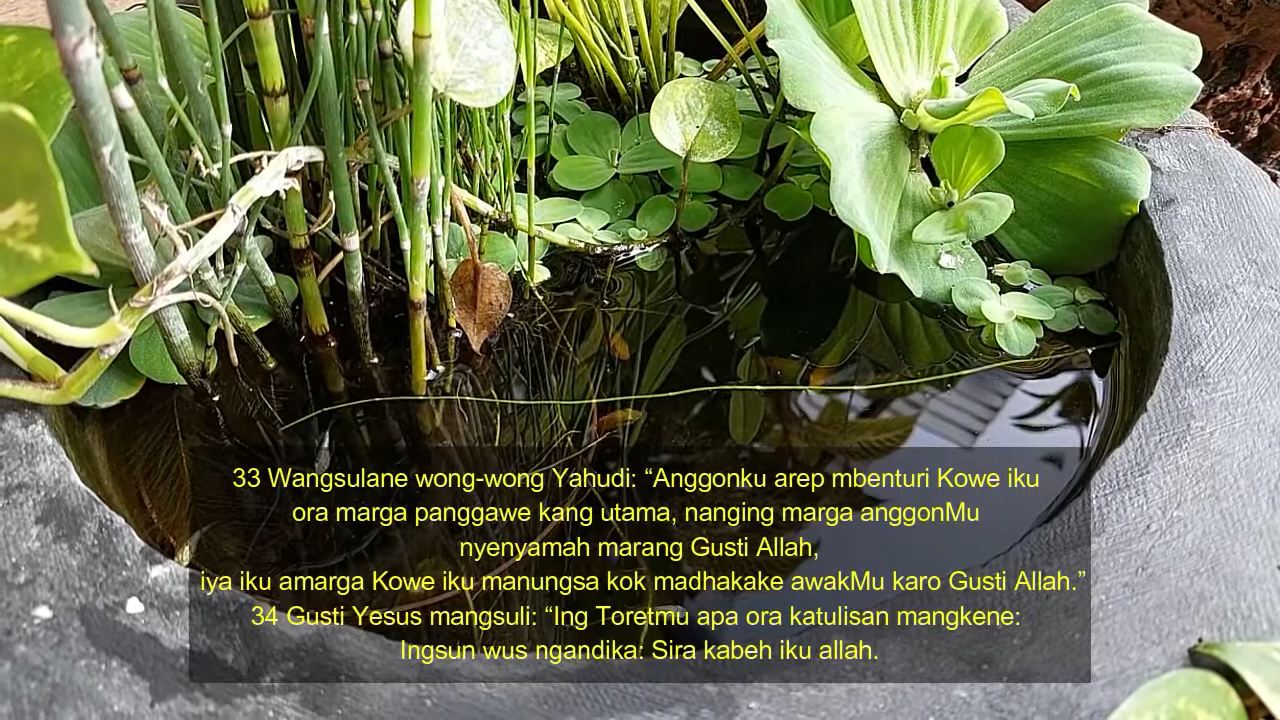 33 Wangsulane wong-wong Yahudi: “Anggonku arep mbenturi Kowe iku
ora marga panggawe kang utama, nanging marga anggonMu
nyenyamah marang Gusti Allah,
iya iku amarga Kowe iku manungsa kok madhakake awakMu karo Gusti Allah.”
34 Gusti Yesus mangsuli: “Ing Toretmu apa ora katulisan mangkene:
Ingsun wus ngandika: Sira kabeh iku allah.